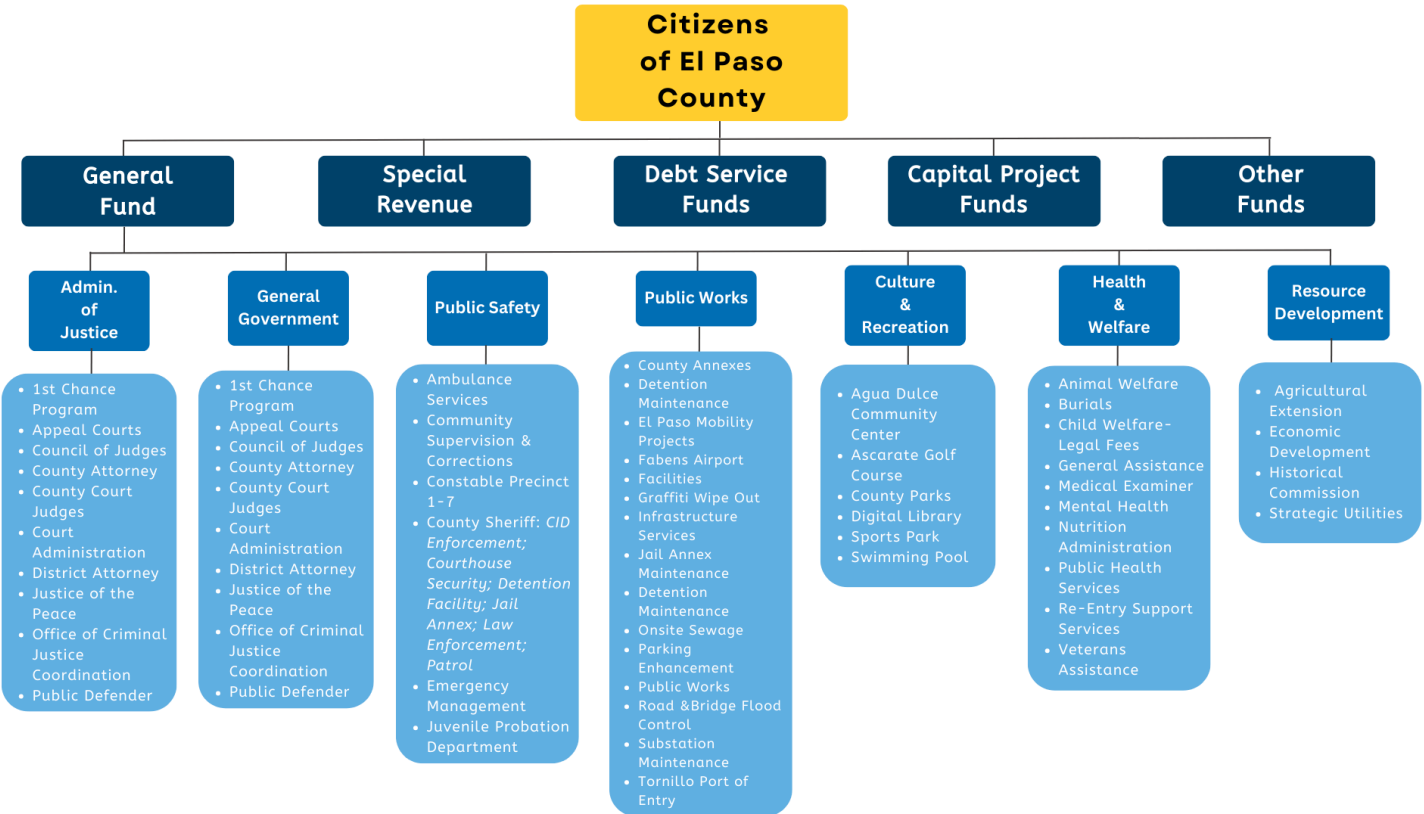 Citizens
of El Paso
County
General
Fund
Special
Revenue
Debt Service
Funds
Capital Project
Funds
Other
Funds
Admin.
of
Justice
General
Government
Public Safety
Public Works
Culture
&
Recreation
Health
&
Welfare
Resource
Development
• 1st Chance
Program
• Appeal Courts
• Council of Judges
• County Attorney
• County Court
Judges
• Court
Administration
• District Attorney
• Justice of the
Peace
• Office of Criminal
Justice
Coordination
• Public Defender
• 1st Chance
Program
• Appeal Courts
• Council of Judges
• County Attorney
• County Court
Judges
• Court
Administration
• District Attorney
• Justice of the
Peace
• Office of Criminal
Justice
Coordination
• Public Defender
• Ambulance
Services
• Community
Supervision &
Corrections
• Constable Precinct
1-7
• County Sheriff: CID
Enforcement;
Courthouse
Security; Detention
Facility; Jail
Annex; Law
Enforcement;
Patrol
• Emergency
Management
• Juvenile Probation
Department
• County Annexes
• Detention
Maintenance
• El Paso Mobility
Projects
• Fabens Airport
• Facilities
• Graffiti Wipe Out
• Infrastructure
Services
• Jail Annex
Maintenance
• Detention
Maintenance
• Onsite Sewage
• Parking
Enhancement
• Public Works
• Road &Bridge Flood
Control
• Substation
Maintenance
• Tornillo Port of
Entry
• Agua Dulce
Community
Center
• Ascarate Golf
Course
• County Parks
• Digital Library
• Sports Park
• Swimming Pool
• Animal Welfare
• Burials
• Child Welfare-
Legal Fees
• General Assistance
• Medical Examiner
• Mental Health
• Nutrition
Administration
• Public Health
Services
• Re-Entry Support
Services
• Veterans
Assistance
• Agricultural
Extension
• Economic
Development
• Historical
Commission
• Strategic Utilities